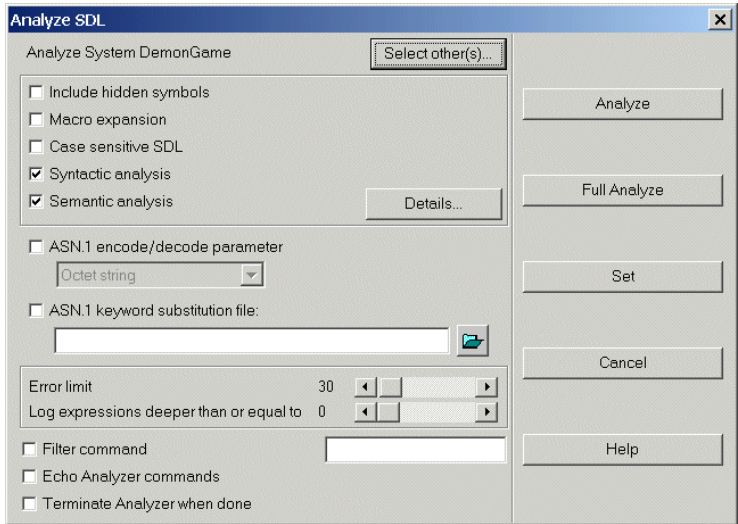 Analyze SDL
Analyze System DemonGame
Select other(s)...
Include hidden symbols
Macro expansion
Case sensitive SDL
Syntactic analysis
Semantic analysis
Details...
ASN.1 encode/decode parameter
Octet string
ASN.1 keyword substitution file:
Error limit 30
Log expressions deeper than or equal to 0
Filter command
Echo Analyzer commands
Terminate Analyzer when done
Analyze
Full Analyze
Set
Cancel
Help